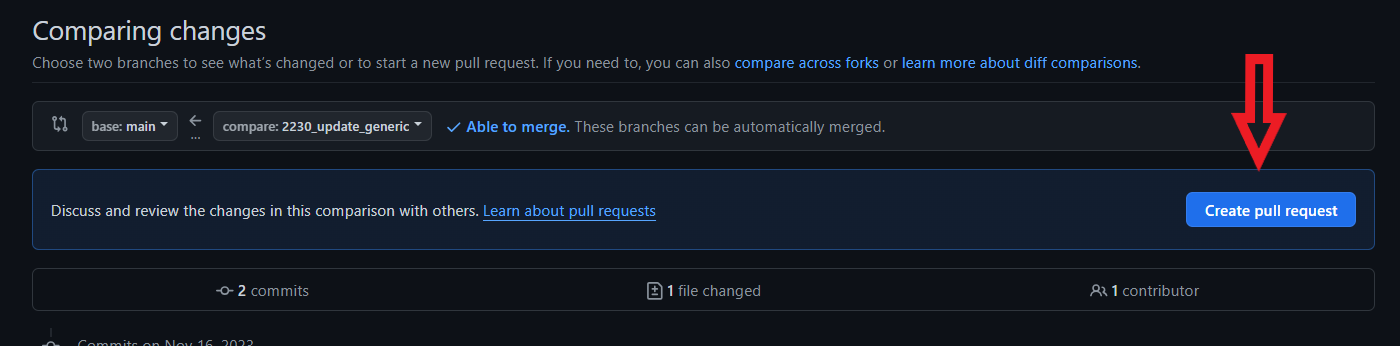 Comparing changes
Choose two branches to see what's changed or to start a new pull request. If you need to, you can also compare across forks or learn more about diff comparisons.
base: main ... compare: 2230_update_generic Able to merge. These branches can be automatically merged.
Discuss and review the changes in this comparison with others. Learn about pull requests Create pull request
2 commits 1 file changed 1 contributor
Commits on Nov 16, 2023